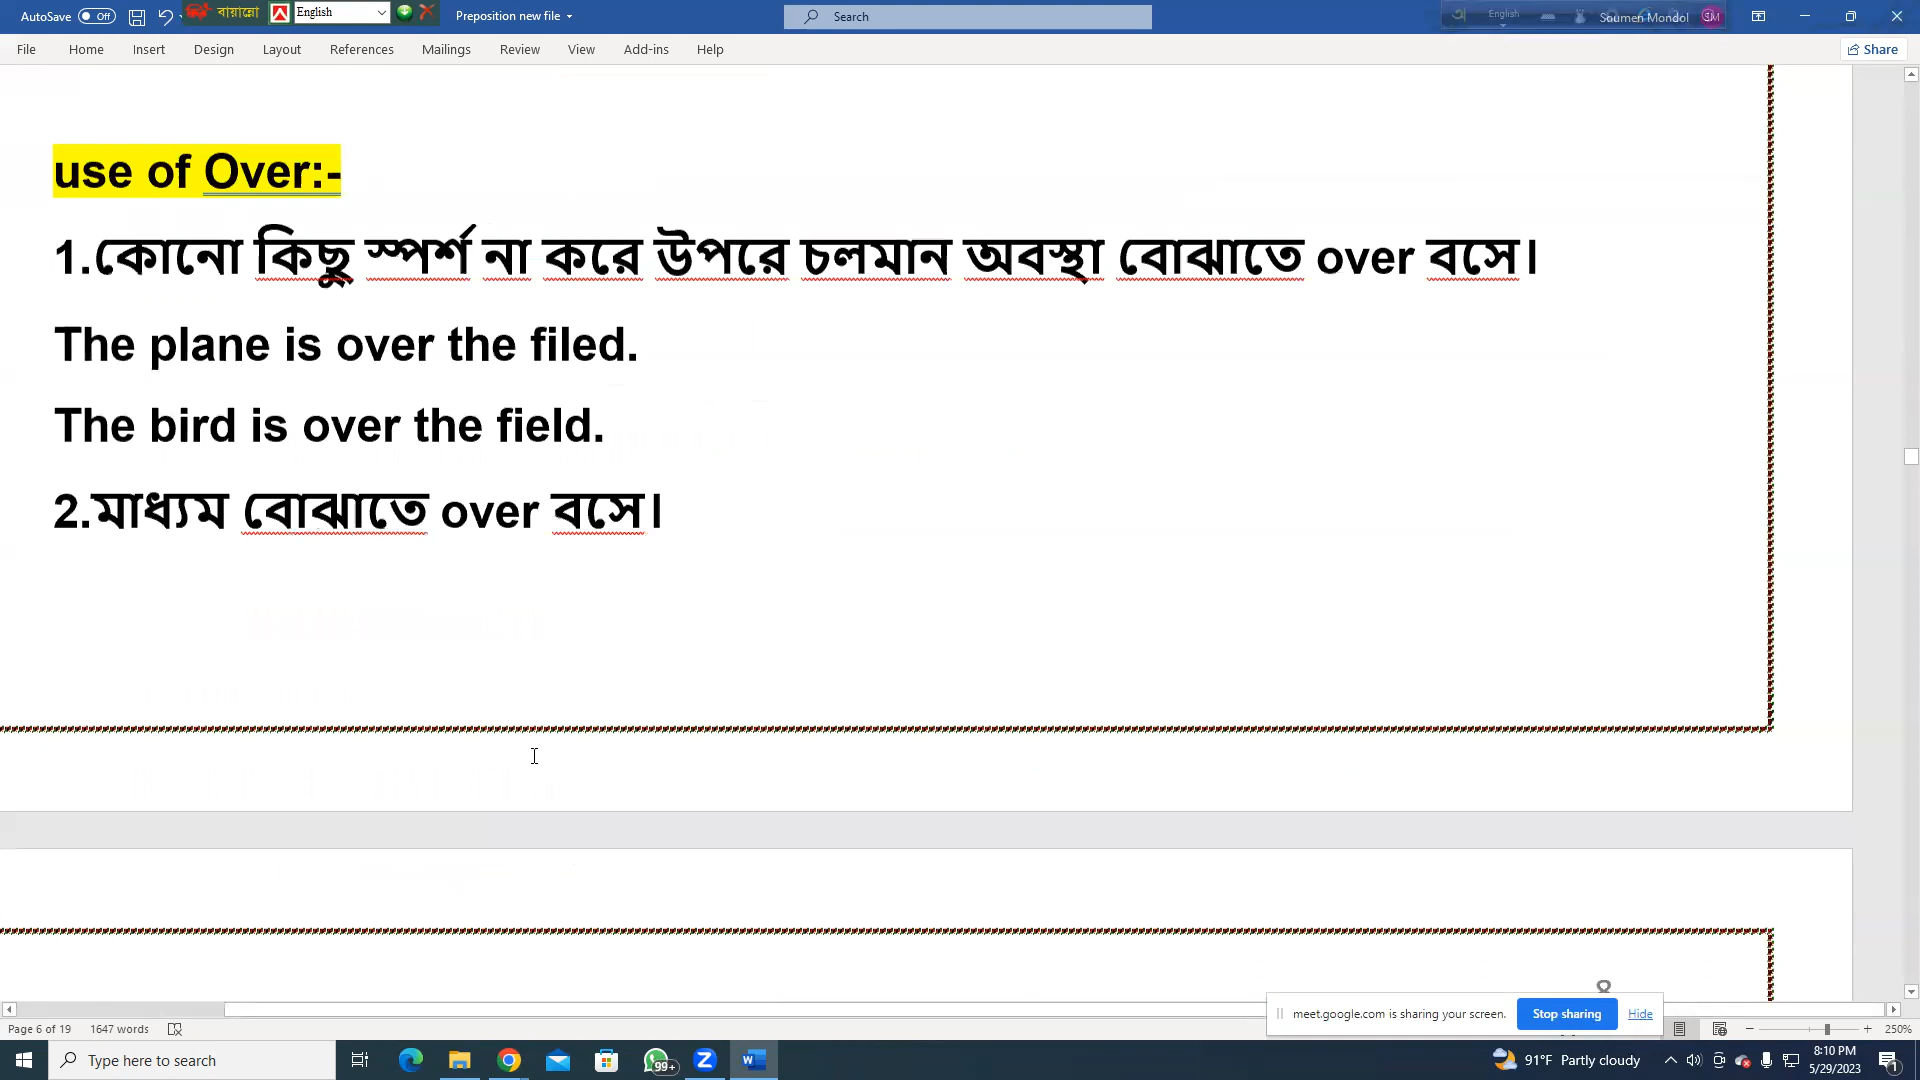 AutoSave Off বায়ান্নো English Preposition new file Search English Soumen Mondol SM
File Home Insert Design Layout References Mailings Review View Add-ins Help Share
use of Over:-
1.কোনো কিছু স্পর্শ না করে উপরে চলমান অবস্থা বোঝাতে over বসে।
The plane is over the filed.
The bird is over the field.
2.মাধ্যম বোঝাতে over বসে।
meet.google.com is sharing your screen. Stop sharing Hide
Page 6 of 19 1647 words 250%
Type here to search 99+ 91°F Partly cloudy 8:10 PM
5/29/2023 1